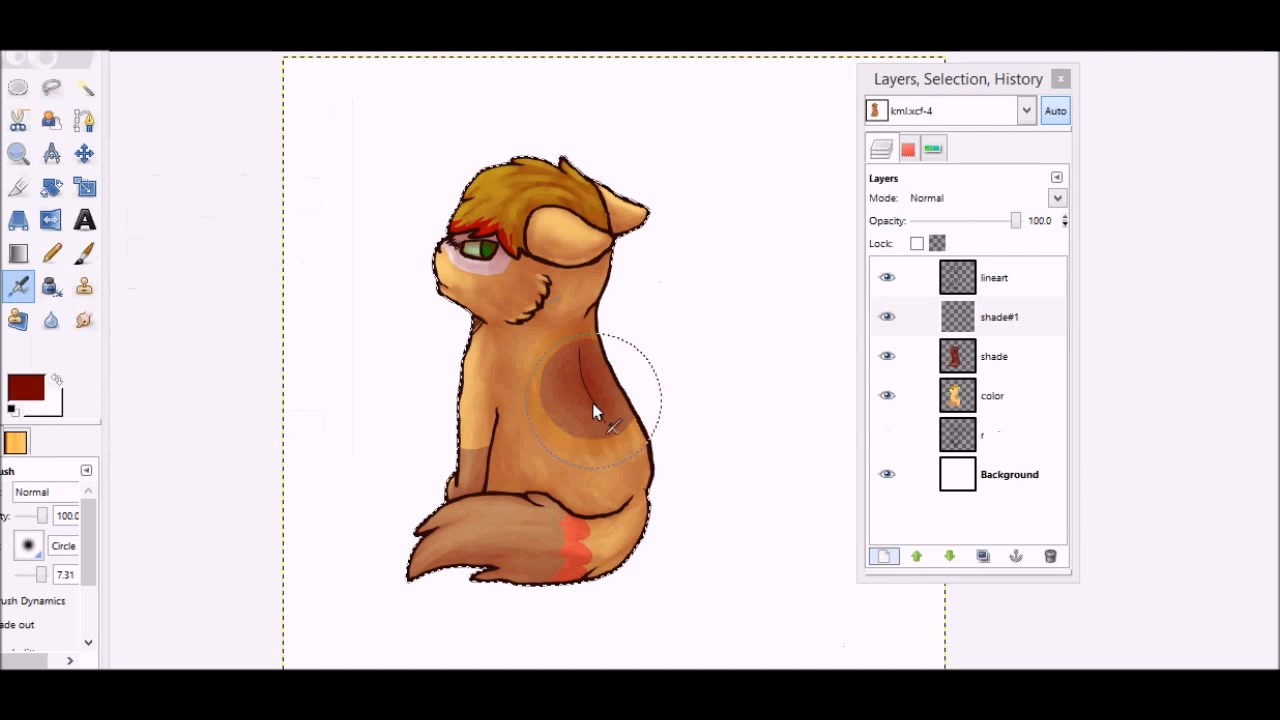 Layers, Selection, History
kml.xcf-4
Auto
Layers
Mode: Normal
Opacity: 100.0
Lock:
lineart
shade#1
shade
color
r
Background
A
ush
Normal
ty: 100.0
Circle
7.31
ush Dynamics
ade out